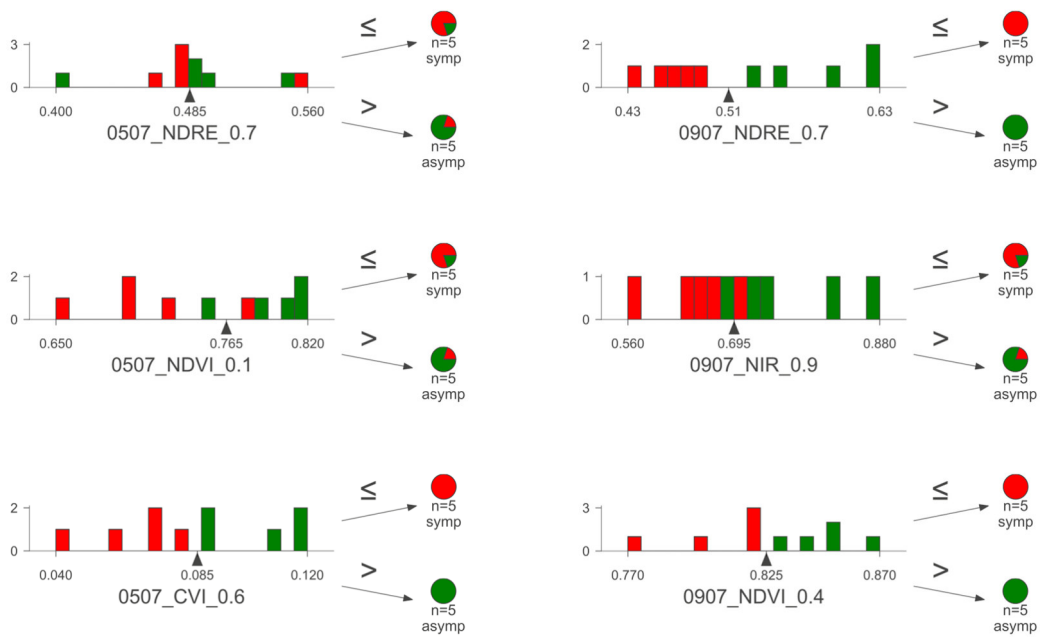 ≤
n=5
symp
3
0
0.400 0.485 0.560
0507_NDRE_0.7
>
n=5
asymp
≤
n=5
symp
2
0
0.43 0.51 0.63
0907_NDRE_0.7
>
n=5
asymp
≤
n=5
symp
2
0
0.650 0.765 0.820
0507_NDVI_0.1
>
n=5
asymp
≤
n=5
symp
1
0
0.560 0.695 0.880
0907_NIR_0.9
>
n=5
asymp
≤
n=5
symp
2
0
0.040 0.085 0.120
0507_CVI_0.6
>
n=5
asymp
≤
n=5
symp
3
0
0.770 0.825 0.870
0907_NDVI_0.4
>
n=5
asymp